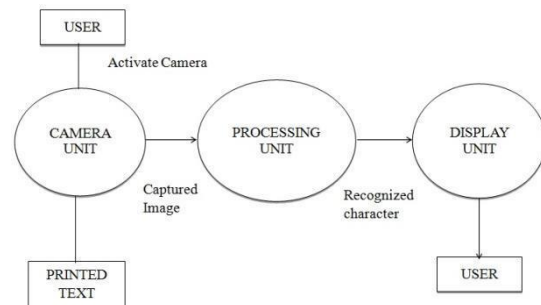 USER
Activate Camera
CAMERA
UNIT
PROCESSING
UNIT
DISPLAY
UNIT
Captured
Image
Recognized
character
PRINTED
TEXT
USER